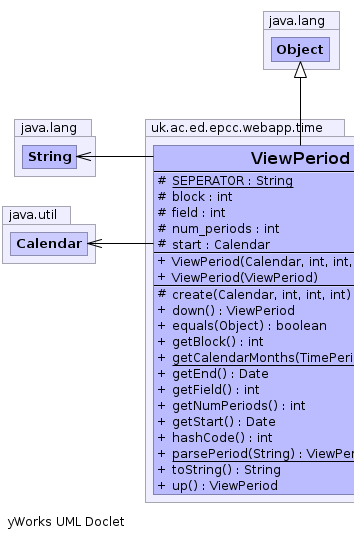 java.lang
Object
java.lang
String
uk.ac.ed.epcc.webapp.time
ViewPeriod
# SEPERATOR : String
# block : int
# field : int
# num_periods : int
# start : Calendar
java.util
Calendar
+ ViewPeriod(Calendar, int, int,
+ ViewPeriod(ViewPeriod)
# create(Calendar, int, int, int)
+ down() : ViewPeriod
+ equals(Object) : boolean
+ getBlock() : int
+ getCalendarMonths(TimePeri
+ getEnd() : Date
+ getField() : int
+ getNumPeriods() : int
+ getStart() : Date
+ hashCode() : int
+ parsePeriod(String) : ViewPer
+ toString() : String
+ up() : ViewPeriod
yWorks UML Doclet